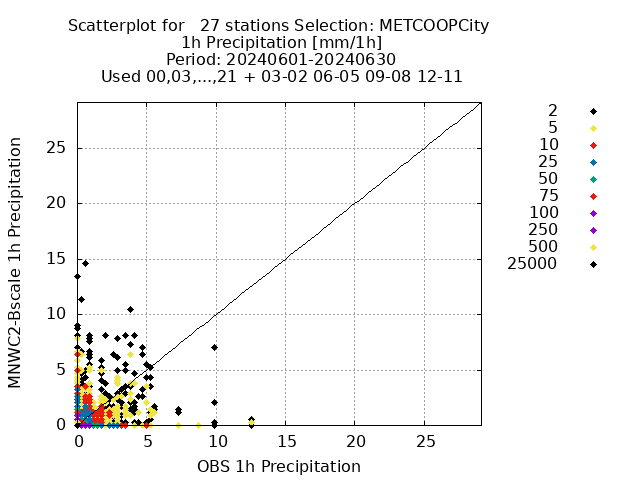 Scatterplot for   27 stations Selection: METCOOPCity
1h Precipitation [mm/1h]
Period: 20240601-20240630
Used 00,03,...,21 + 03-02 06-05 09-08 12-11
MNWC2-Bscale 1h Precipitation
25
20
15
10
5
0
0 5 10 15 20 25
OBS 1h Precipitation
2
5
10
25
50
75
100
250
500
25000